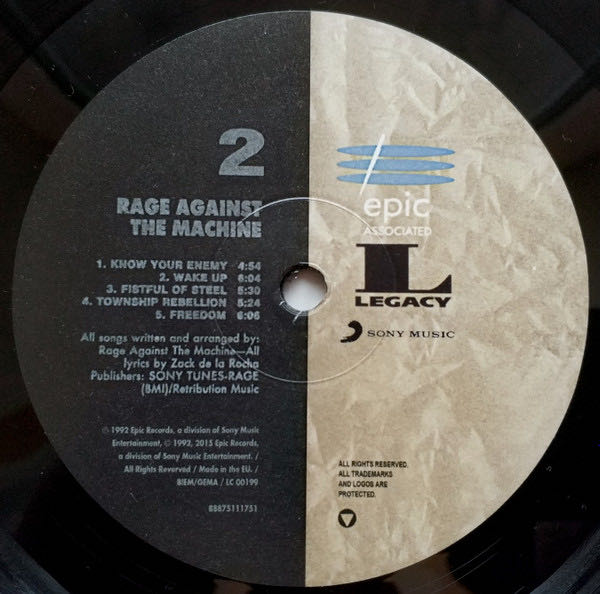 2
RAGE AGAINST
THE MACHINE
1. KNOW YOUR ENEMY 4:54
2. WAKE UP 6:04
3. FISTFUL OF STEEL 5:30
4. TOWNSHIP REBELLION 5:24
5. FREEDOM 6:06
All songs written and arranged by:
Rage Against The Machine—All
lyrics by Zack de la Rocha
Publishers: SONY TUNES-RAGE
(BMI)/Retribution Music
℗ 1992 Epic Records, a division of Sony Music
Entertainment. © 1992, 2015 Epic Records,
a division of Sony Music Entertainment. /
All Rights Reserved / Made in the EU. /
BIEM/GEMA / LC 00199
88875111751
epic
ASSOCIATED
L
LEGACY
SONY MUSIC
ALL RIGHTS RESERVED.
ALL TRADEMARKS
AND LOGOS ARE
PROTECTED.